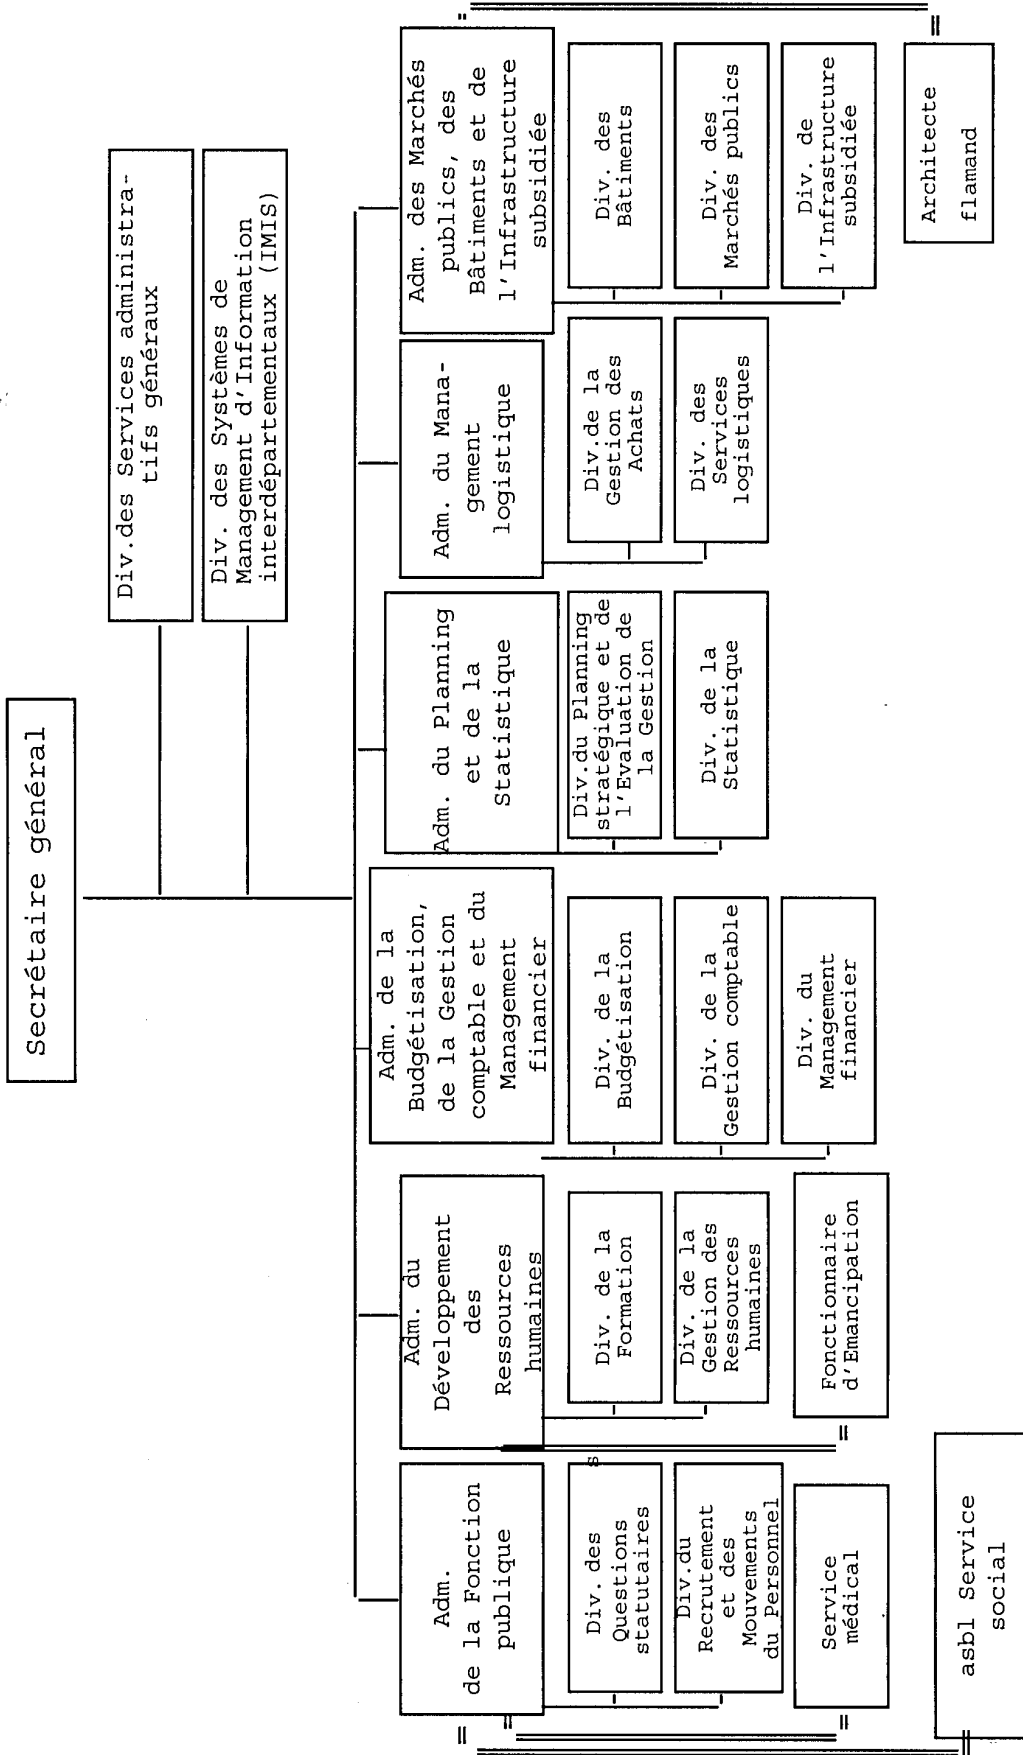 Secrétaire général
Div.des Services administra-
tifs généraux
Div. des Systèmes de
Management d'Information
interdépartementaux (IMIS)
Adm.
de la Fonction
publique
Div. des
Questions
statutaires
Div.du
Recrutement
et des
Mouvements
du Personnel
Service
médical
asbl Service
social
Adm. du
Développement
des
Ressources
humaines
s
Div. de la
Formation
Div. de la
Gestion des
Ressources
humaines
Fonctionnaire
d'Emancipation
Adm. de la
Budgétisation,
de la Gestion
comptable et du
Management
financier
Div. de la
Budgétisation
Div. de la
Gestion comptable
Div. du
Management
financier
Adm. du Planning
et de la
Statistique
Div.du Planning
stratégique et de
l'Evaluation de
la Gestion
Div. de la
Statistique
Adm. du Mana-
gement
logistique
Div.de la
Gestion des
Achats
Div. des
Services
logistiques
Adm. des Marchés
publics, des
Bâtiments et de
l'Infrastructure
subsidiée
Div. des
Bâtiments
Div. des
Marchés publics
Div. de
l'Infrastructure
subsidiée
Architecte
flamand